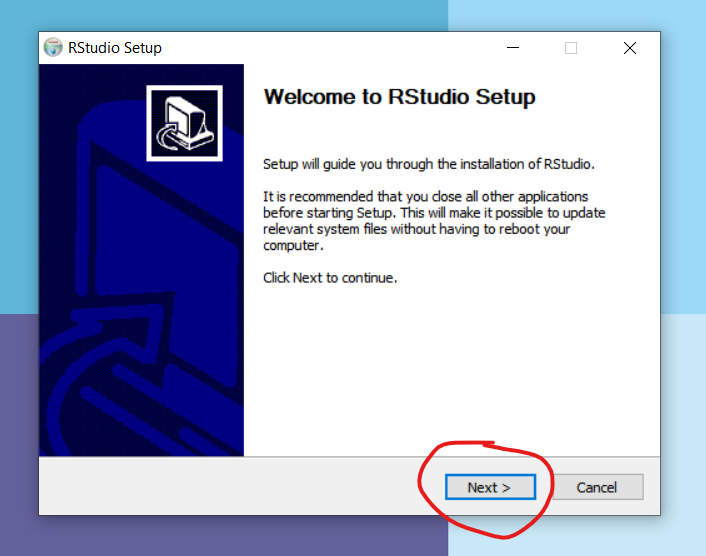 RStudio Setup
Welcome to RStudio Setup
Setup will guide you through the installation of RStudio.
It is recommended that you close all other applications
before starting Setup. This will make it possible to update
relevant system files without having to reboot your
computer.
Click Next to continue.
Next >
Cancel